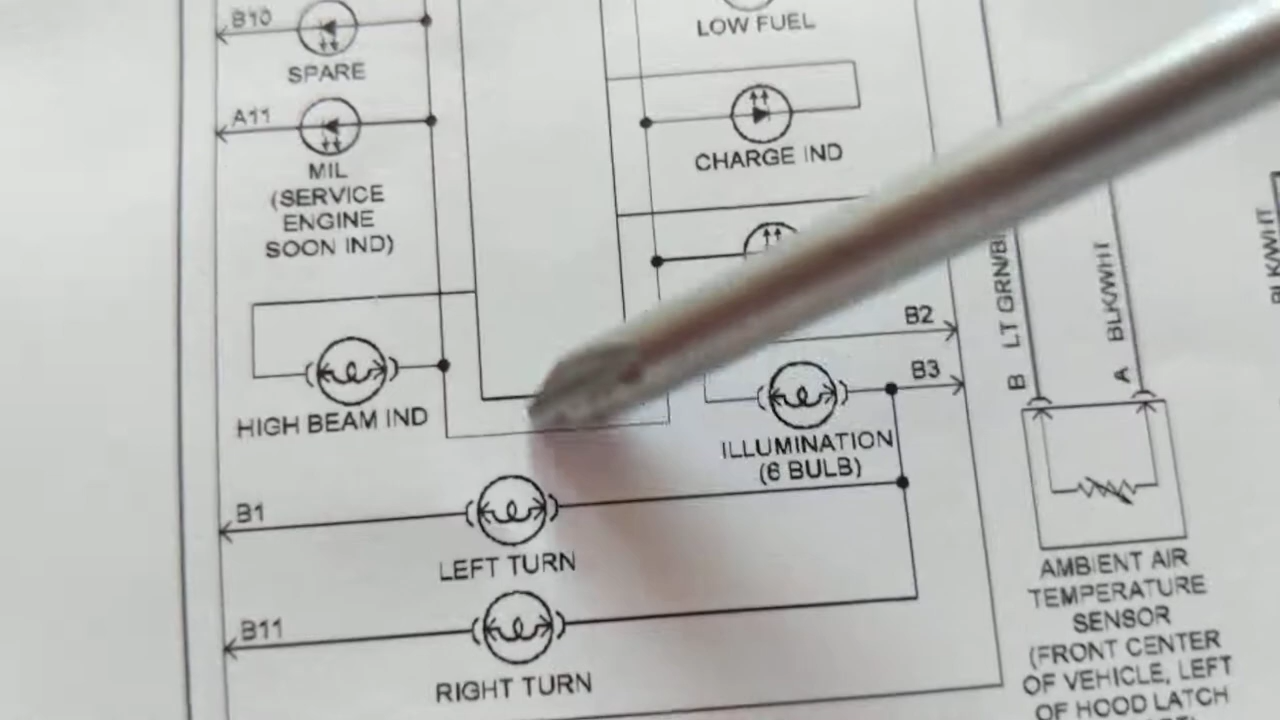 B10
SPARE
A11
MIL
(SERVICE
ENGINE
SOON IND)
HIGH BEAM IND
B1
LEFT TURN
B11
RIGHT TURN
LOW FUEL
CHARGE IND
B2
B3
ILLUMINATION
(6 BULB)
B LT GRN/B
A BLK/WHT
AMBIENT AIR
TEMPERATURE
SENSOR
(FRONT CENTER
OF VEHICLE, LEFT
OF HOOD LATCH
BLK/WHT